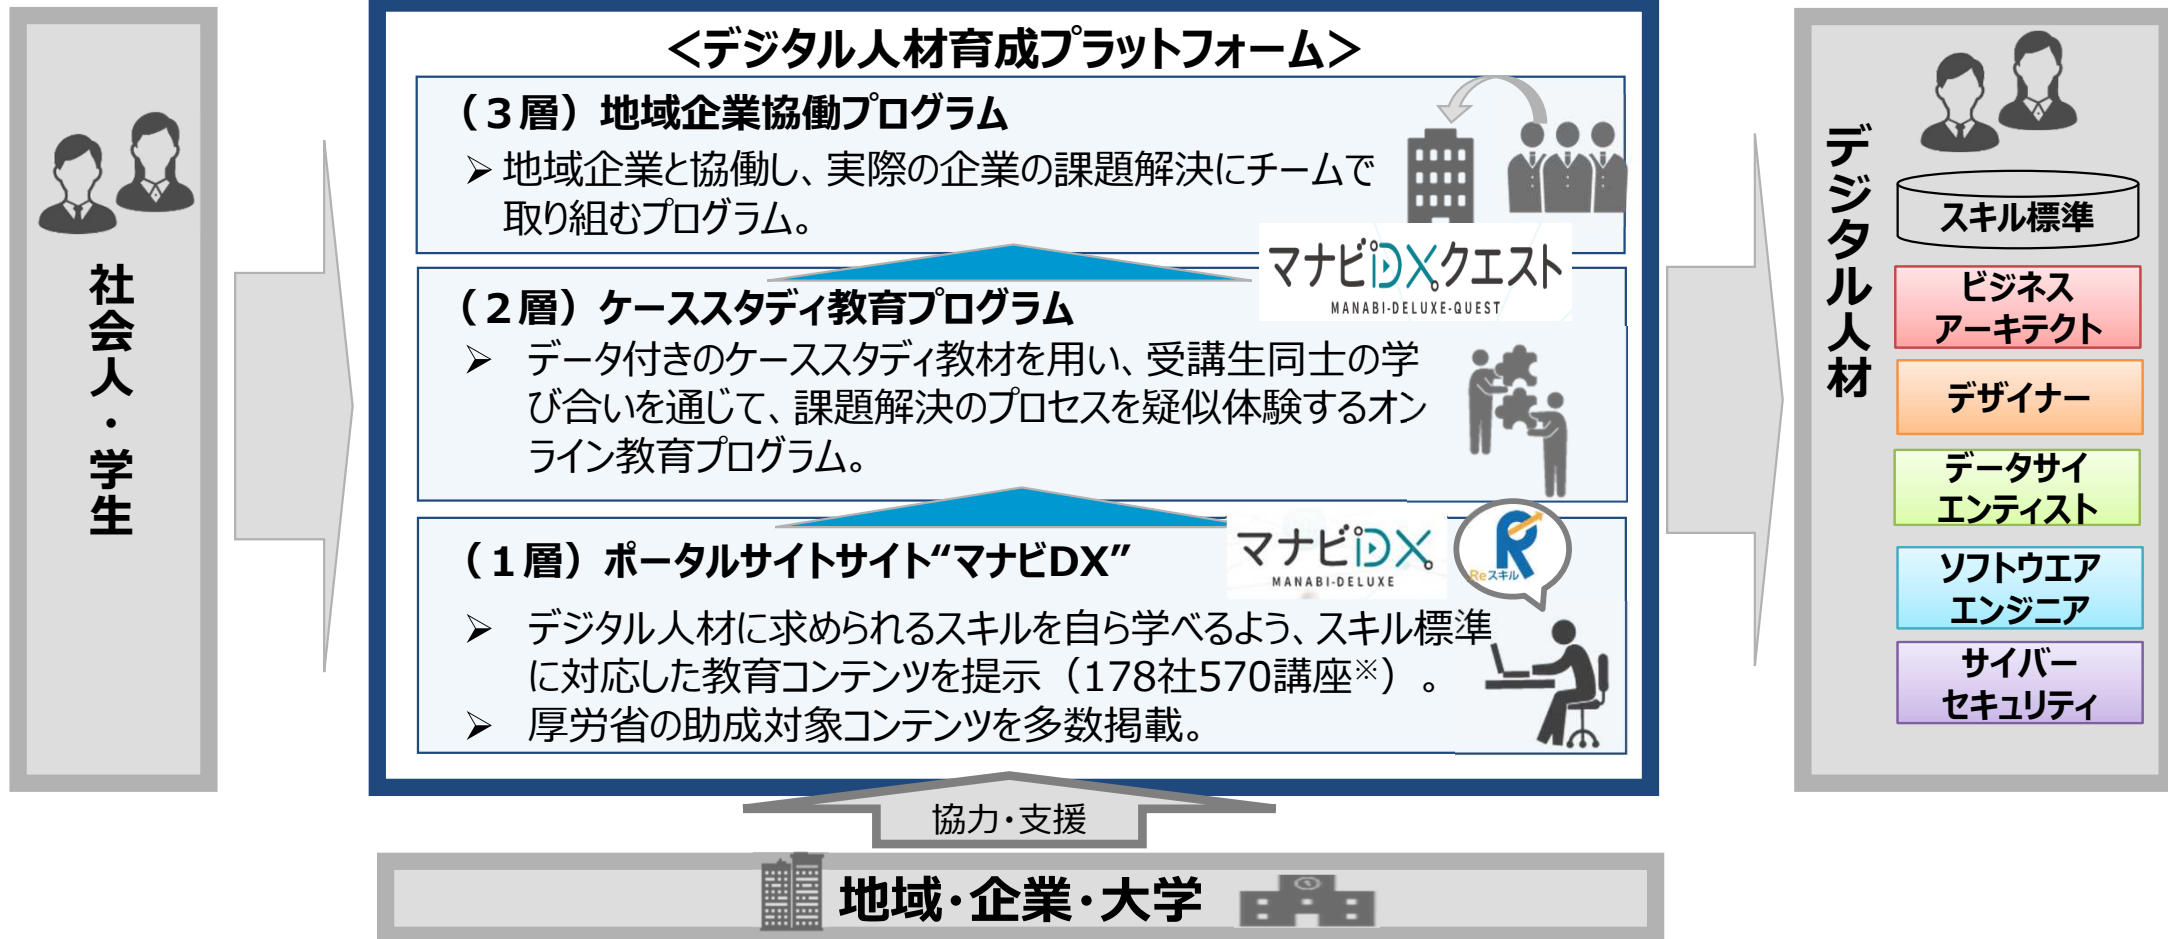 社会人・学生
＜デジタル人材育成プラットフォーム＞
（３層）地域企業協働プログラム
➢ 地域企業と協働し、実際の企業の課題解決にチームで
取り組むプログラム。
マナビDXクエスト
MANABI-DELUXE-QUEST
（２層）ケーススタディ教育プログラム
➢ データ付きのケーススタディ教材を用い、受講生同士の学
び合いを通じて、課題解決のプロセスを疑似体験するオン
ライン教育プログラム。
（１層）ポータルサイトサイト“マナビDX”
マナビDX
MANABI-DELUXE
Reスキル
➢ デジタル人材に求められるスキルを自ら学べるよう、スキル標準
に対応した教育コンテンツを提示（178社570講座※）。
➢ 厚労省の助成対象コンテンツを多数掲載。
協力・支援
地域・企業・大学
デジタル人材
スキル標準
ビジネス
アーキテクト
デザイナー
データサイ
エンティスト
ソフトウエア
エンジニア
サイバー
セキュリティ